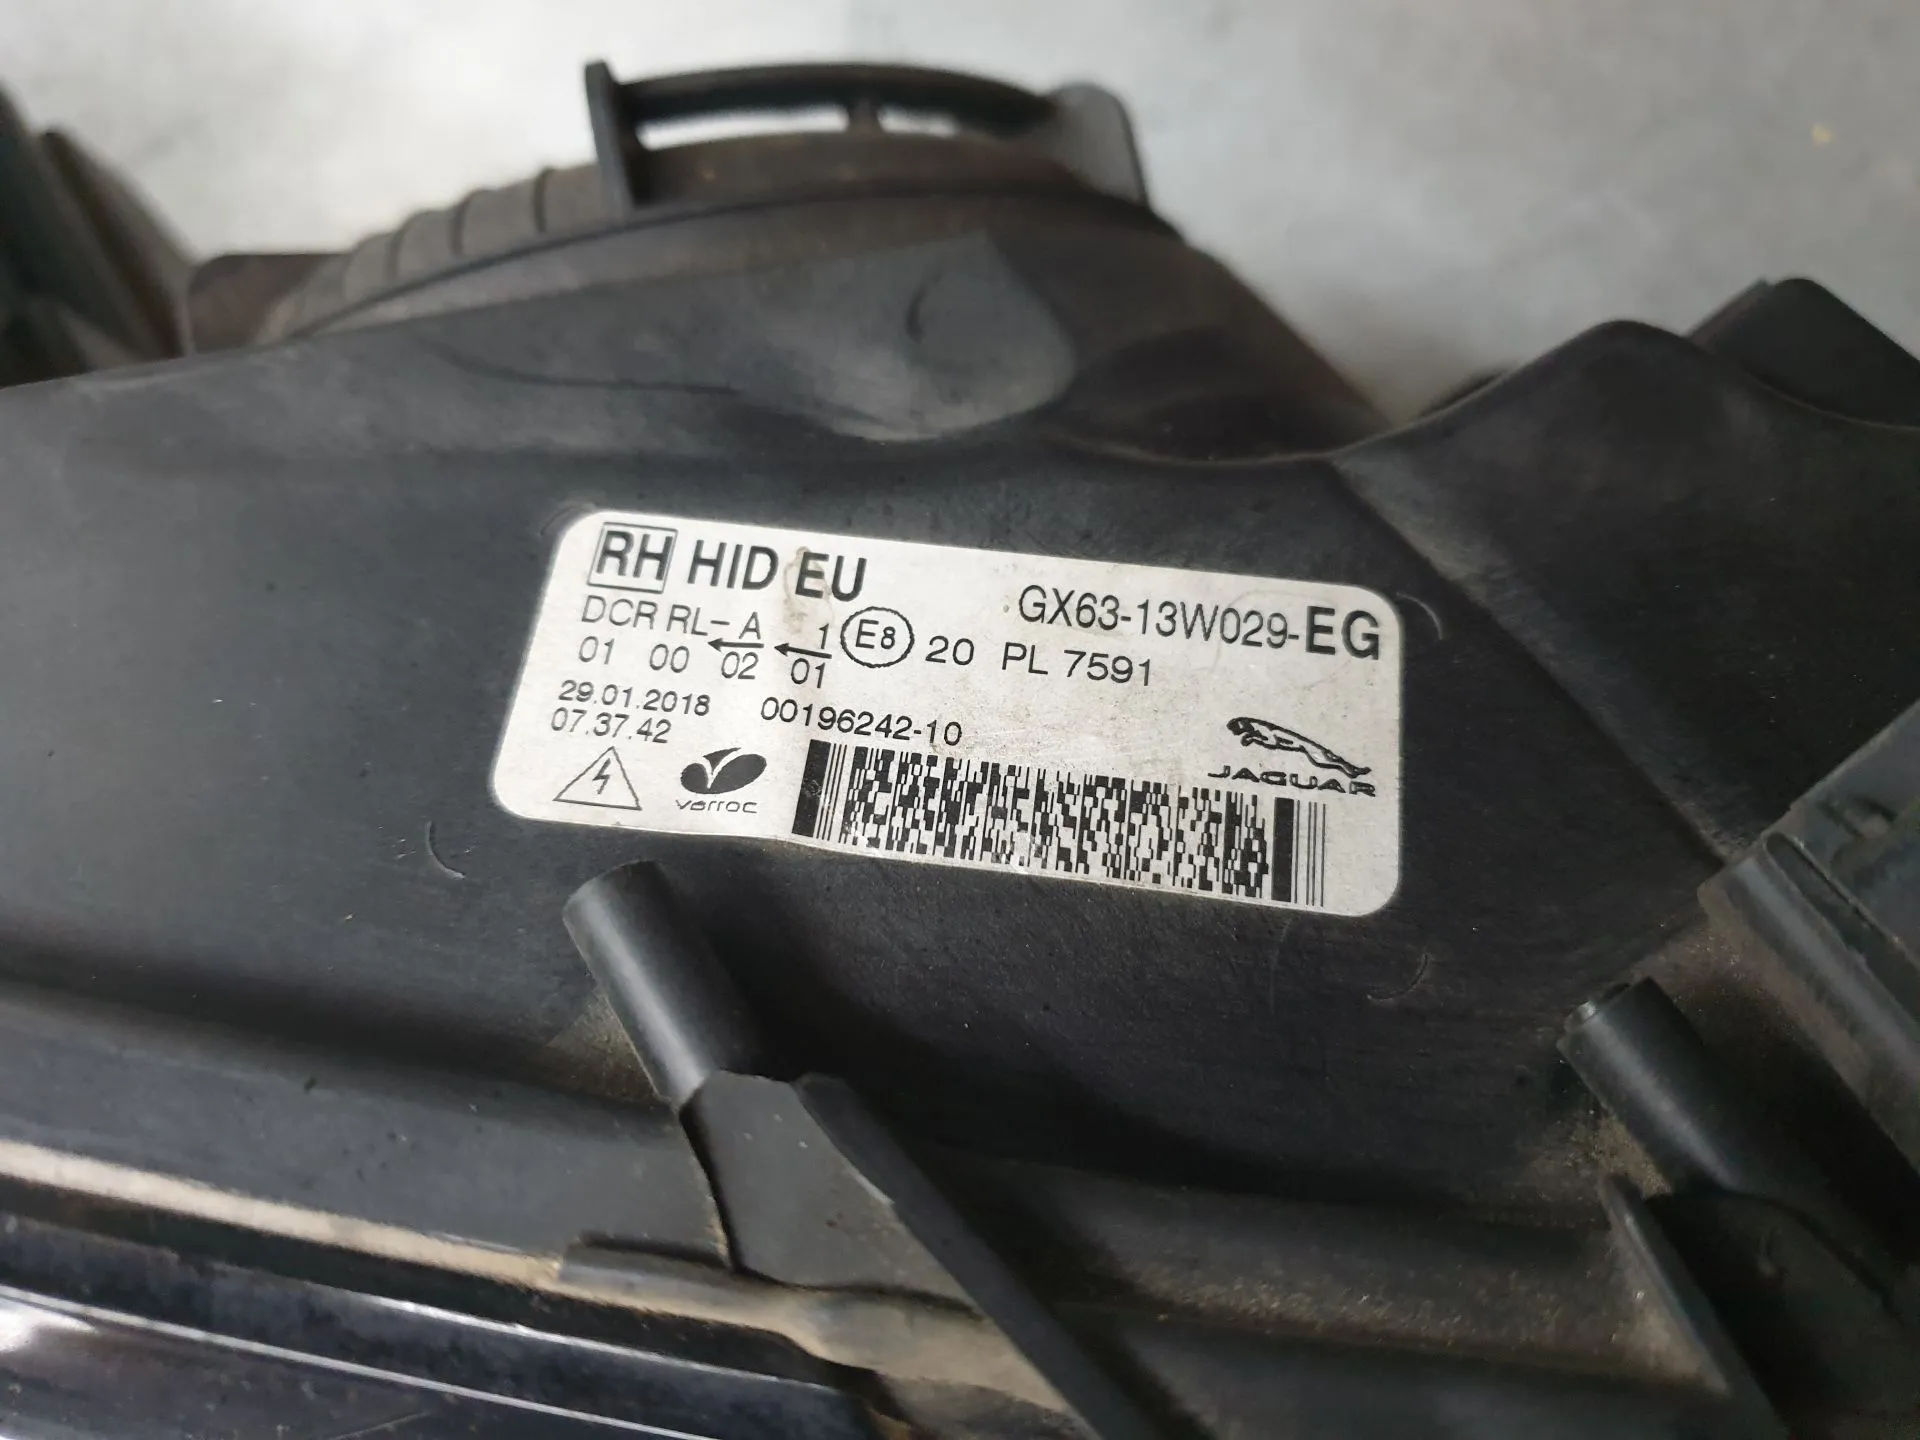 RH HID EU
GX63-13W029-EG
DCR RL- A 1 E8 20 PL 7591
01 00 02 01
29.01.2018 00196242-10
07.37.42
JAGUAR
varroc